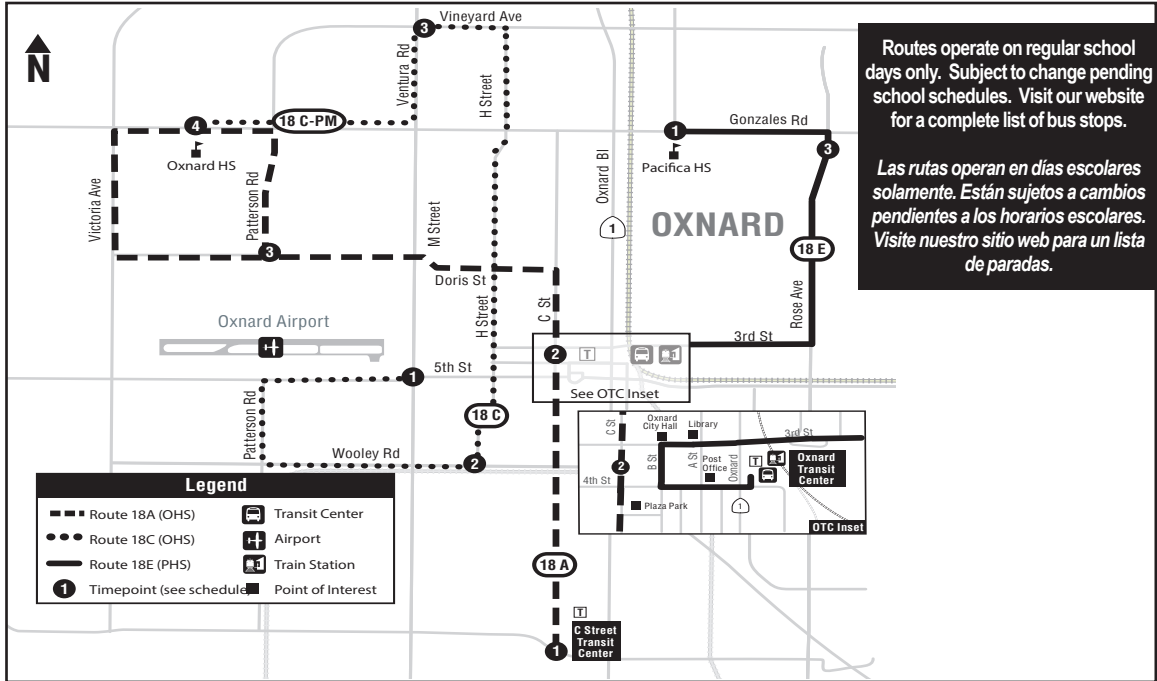 Vineyard Ave
3
N
Ventura Rd
H Street
Routes operate on regular school
days only. Subject to change pending
school schedules. Visit our website
for a complete list of bus stops.
Las rutas operan en días escolares
solamente. Están sujetos a cambios
pendientes a los horarios escolares.
Visite nuestro sitio web para un lista
de paradas.
4
18 C-PM
Oxnard HS
1
Gonzales Rd
3
Pacifica HS
Oxnard Bl
Victoria Ave
Patterson Rd
M Street
1
OXNARD
18 E
3
Doris St
H Street
C St
Rose Ave
Oxnard Airport
3rd St
2
T
1
5th St
See OTC Inset
Patterson Rd
18 C
Wooley Rd
2
C St
Oxnard
City Hall
Library
3rd St
2
B St
A St
Post
Office
Oxnard
T
Oxnard
Transit
Center
4th St
Plaza Park
1
OTC Inset
Legend
Route 18A (OHS)
Transit Center
Route 18C (OHS)
Airport
Route 18E (PHS)
Train Station
1
Timepoint (see schedule
Point of Interest
18 A
T
C Street
Transit
Center
1